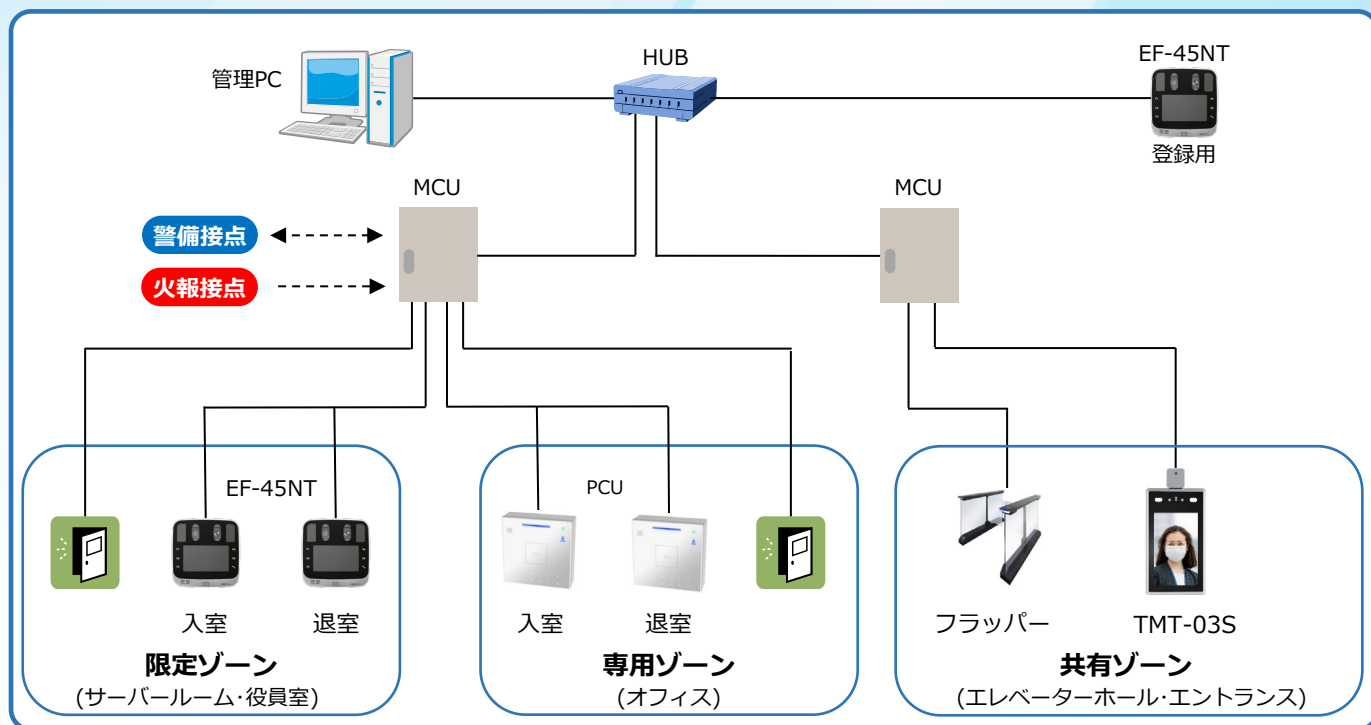 管理PC
HUB
EF-45NT
登録用
MCU
MCU
警備接点
火報接点
EF-45NT
入室
退室
限定ゾーン
(サーバールーム・役員室)
PCU
入室
退室
専用ゾーン
(オフィス)
フラッパー
TMT-03S
共有ゾーン
(エレベーターホール・エントランス)